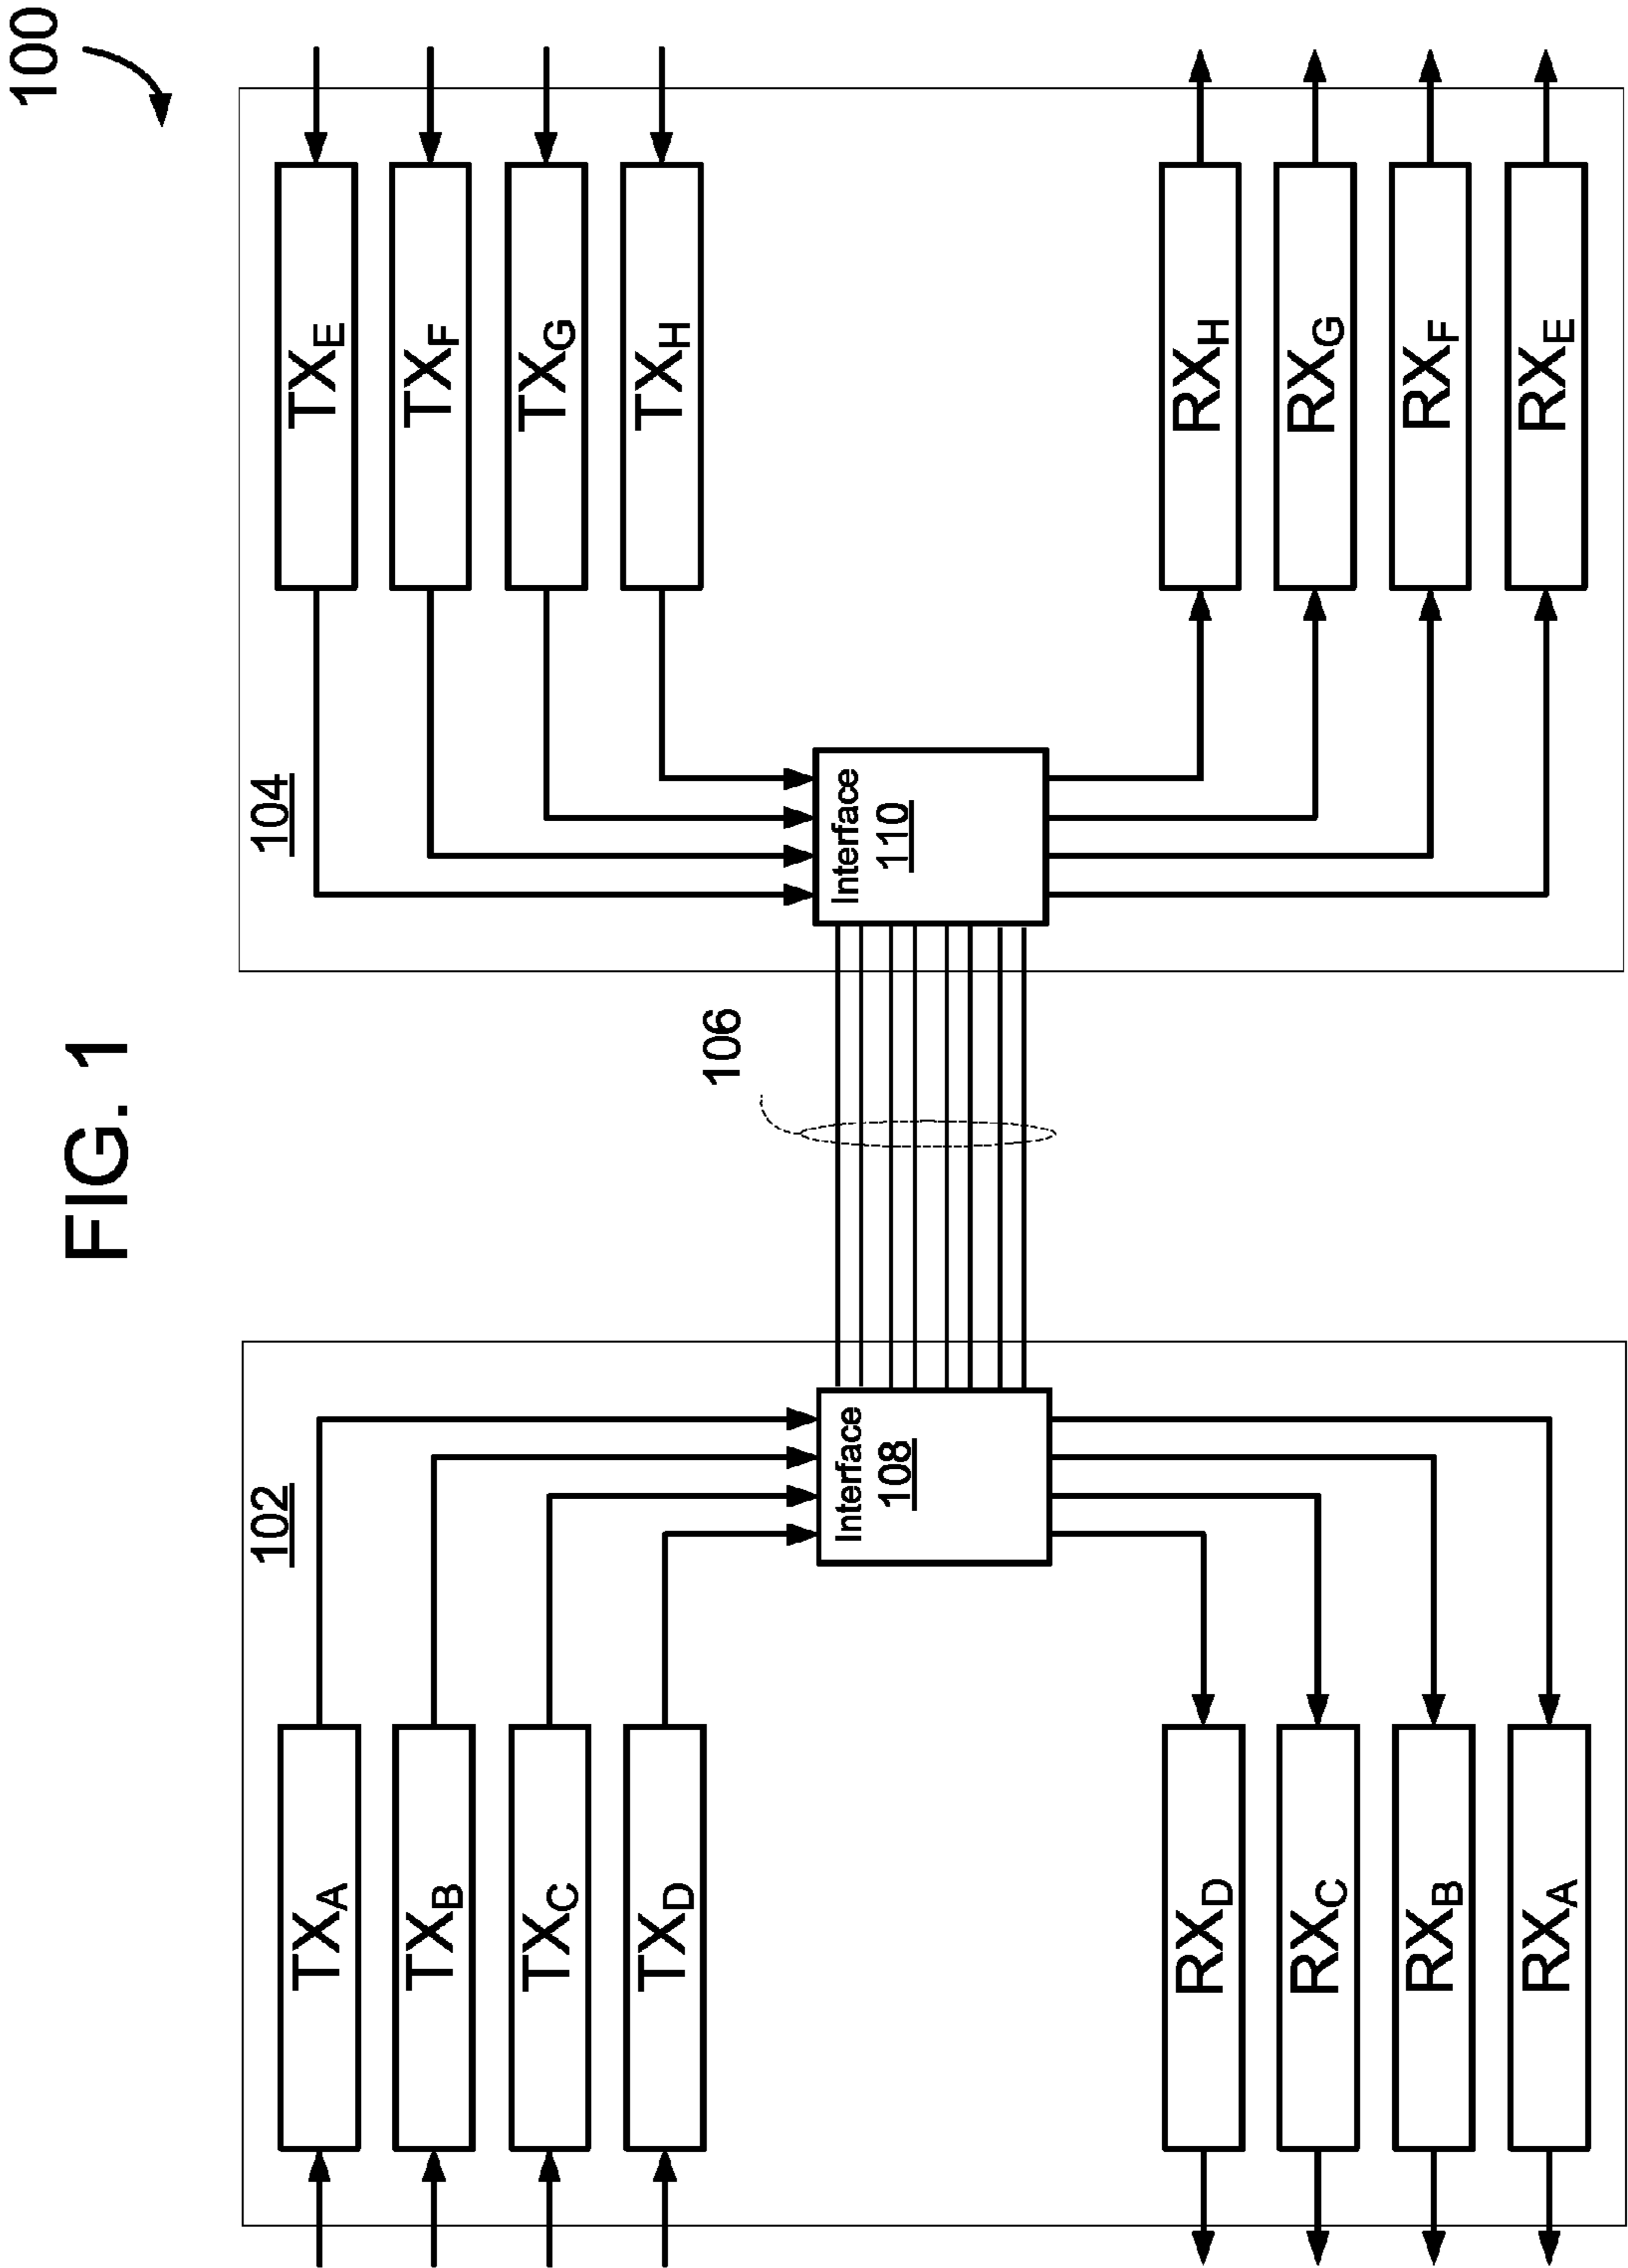 FIG. 1
100
102
104
TXA
TXB
TXC
TXD
Interface
108
RXD
RXC
RXB
RXA
106
TXE
TXF
TXG
TXH
Interface
110
RXH
RXG
RXF
RXE